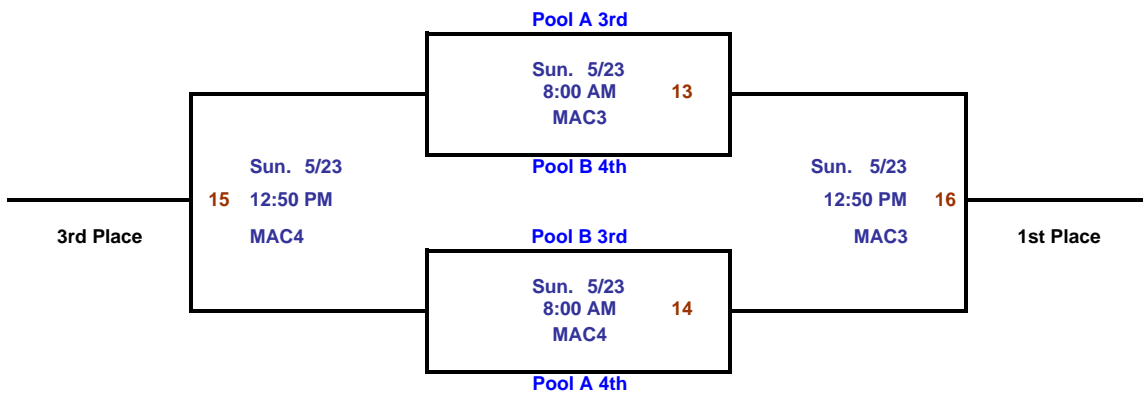 Pool A 3rd
Sun. 5/23
8:00 AM 13
MAC3
Pool B 4th
Sun. 5/23
15 12:50 PM
MAC4
3rd Place
Sun. 5/23
12:50 PM 16
MAC3
1st Place
Pool B 3rd
Sun. 5/23
8:00 AM 14
MAC4
Pool A 4th